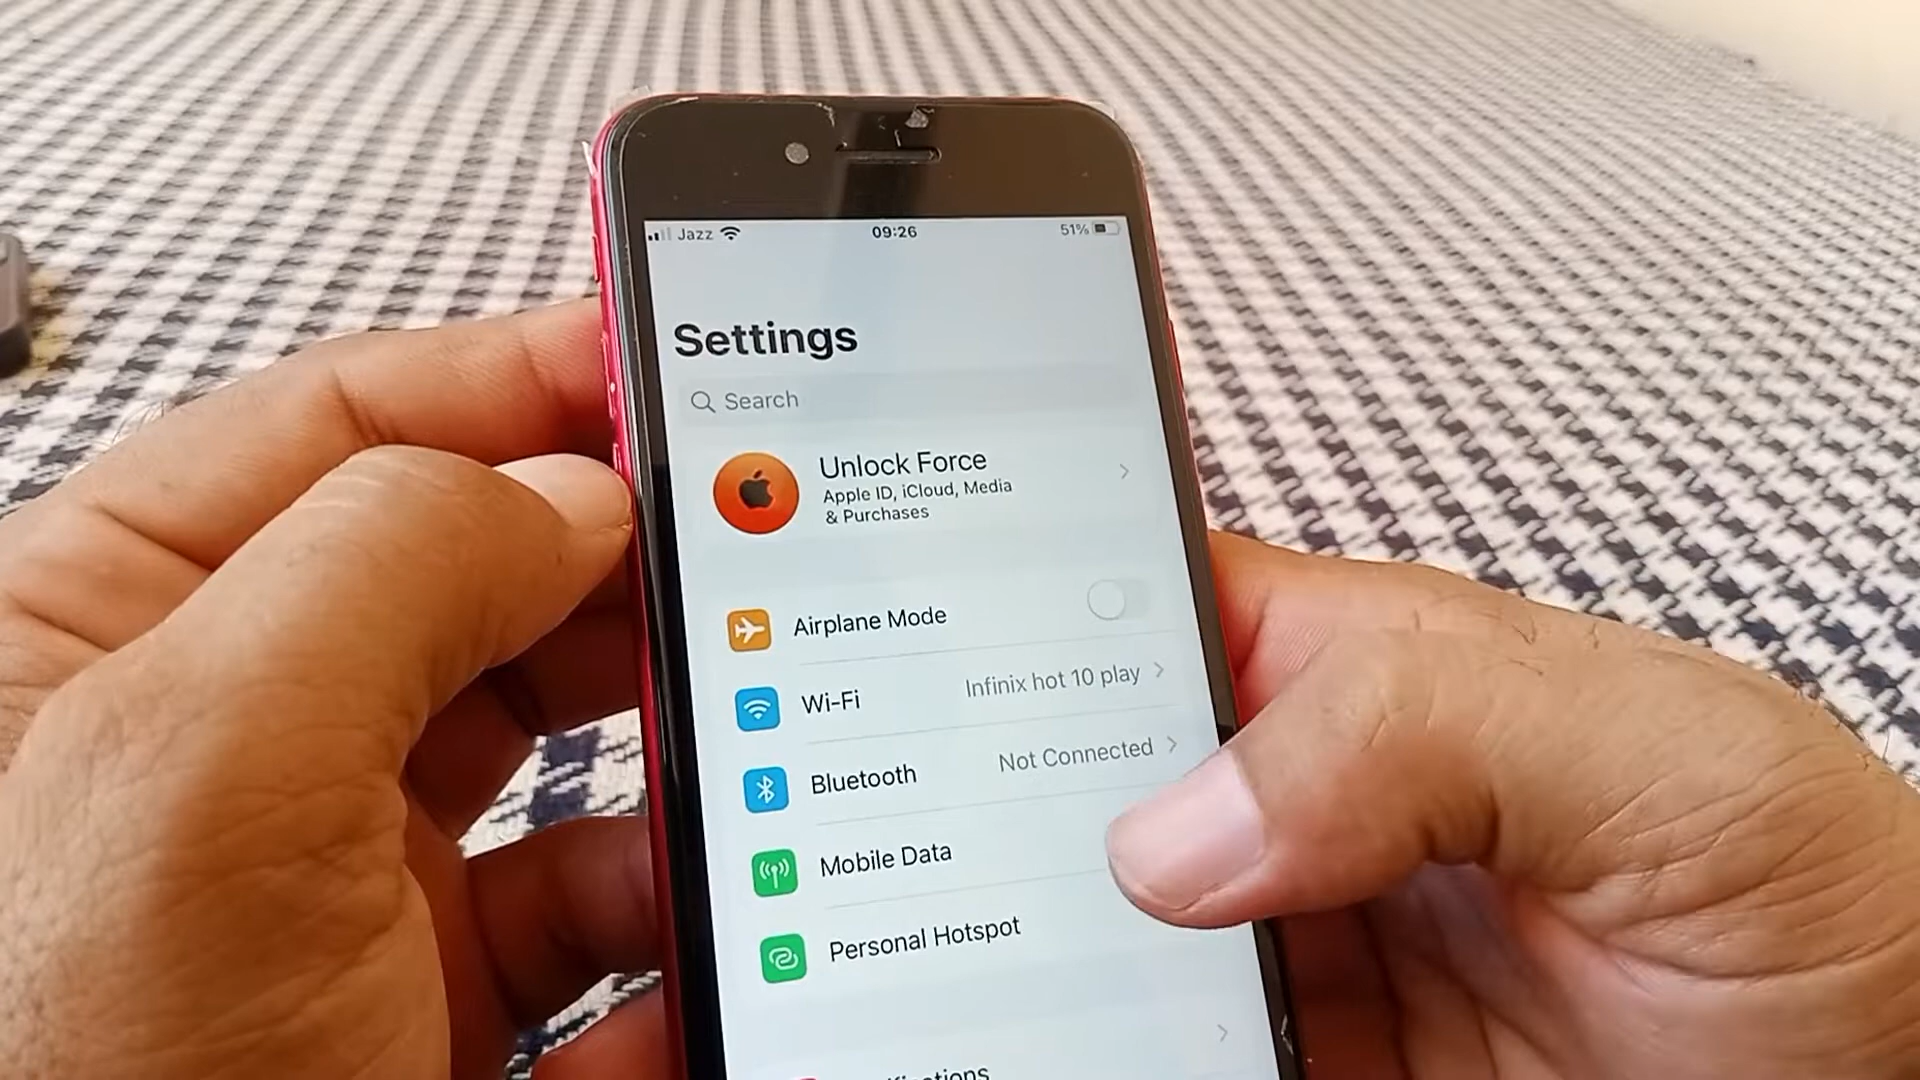 Jazz 09:26 51%
Settings
Search
Unlock Force
Apple ID, iCloud, Media
& Purchases
Airplane Mode
Wi-Fi Infinix hot 10 play
Bluetooth Not Connected
Mobile Data
Personal Hotspot